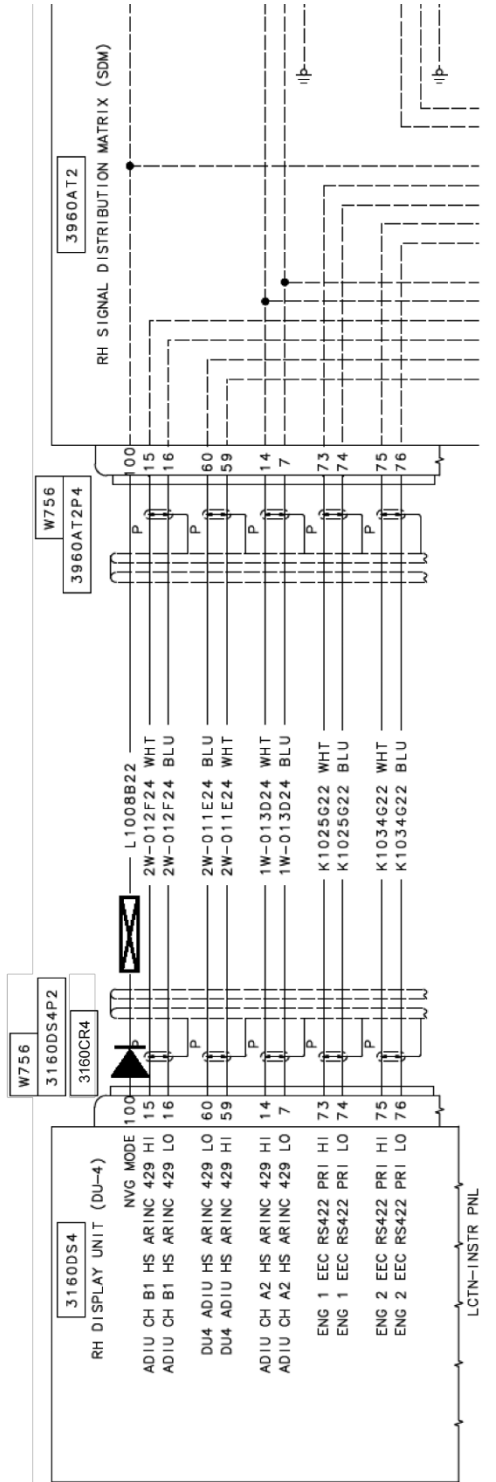 3160DS4
RH DISPLAY UNIT (DU-4)
NVG MODE 100
ADIU CH B1 HS ARINC 429 HI 15
ADIU CH B1 HS ARINC 429 LO 16
DU4 ADIU HS ARINC 429 LO 60
DU4 ADIU HS ARINC 429 HI 59
ADIU CH A2 HS ARINC 429 HI 14
ADIU CH A2 HS ARINC 429 LO 7
ENG 1 EEC RS422 PRI HI 73
ENG 1 EEC RS422 PRI LO 74
ENG 2 EEC RS422 PRI HI 75
ENG 2 EEC RS422 PRI LO 76
LCTN-INSTR PNL
W756
3160DS4P2
3160CR4
P
P
P
P
P
L1008B22
2W-012F24 WHT
2W-012F24 BLU
2W-011E24 BLU
2W-011E24 WHT
1W-013D24 WHT
1W-013D24 BLU
K1025G22 WHT
K1025G22 BLU
K1034G22 WHT
K1034G22 BLU
W756
3960AT2P4
P
P
P
P
P
100
15
16
60
59
14
7
73
74
75
76
3960AT2
RH SIGNAL DISTRIBUTION MATRIX (SDM)